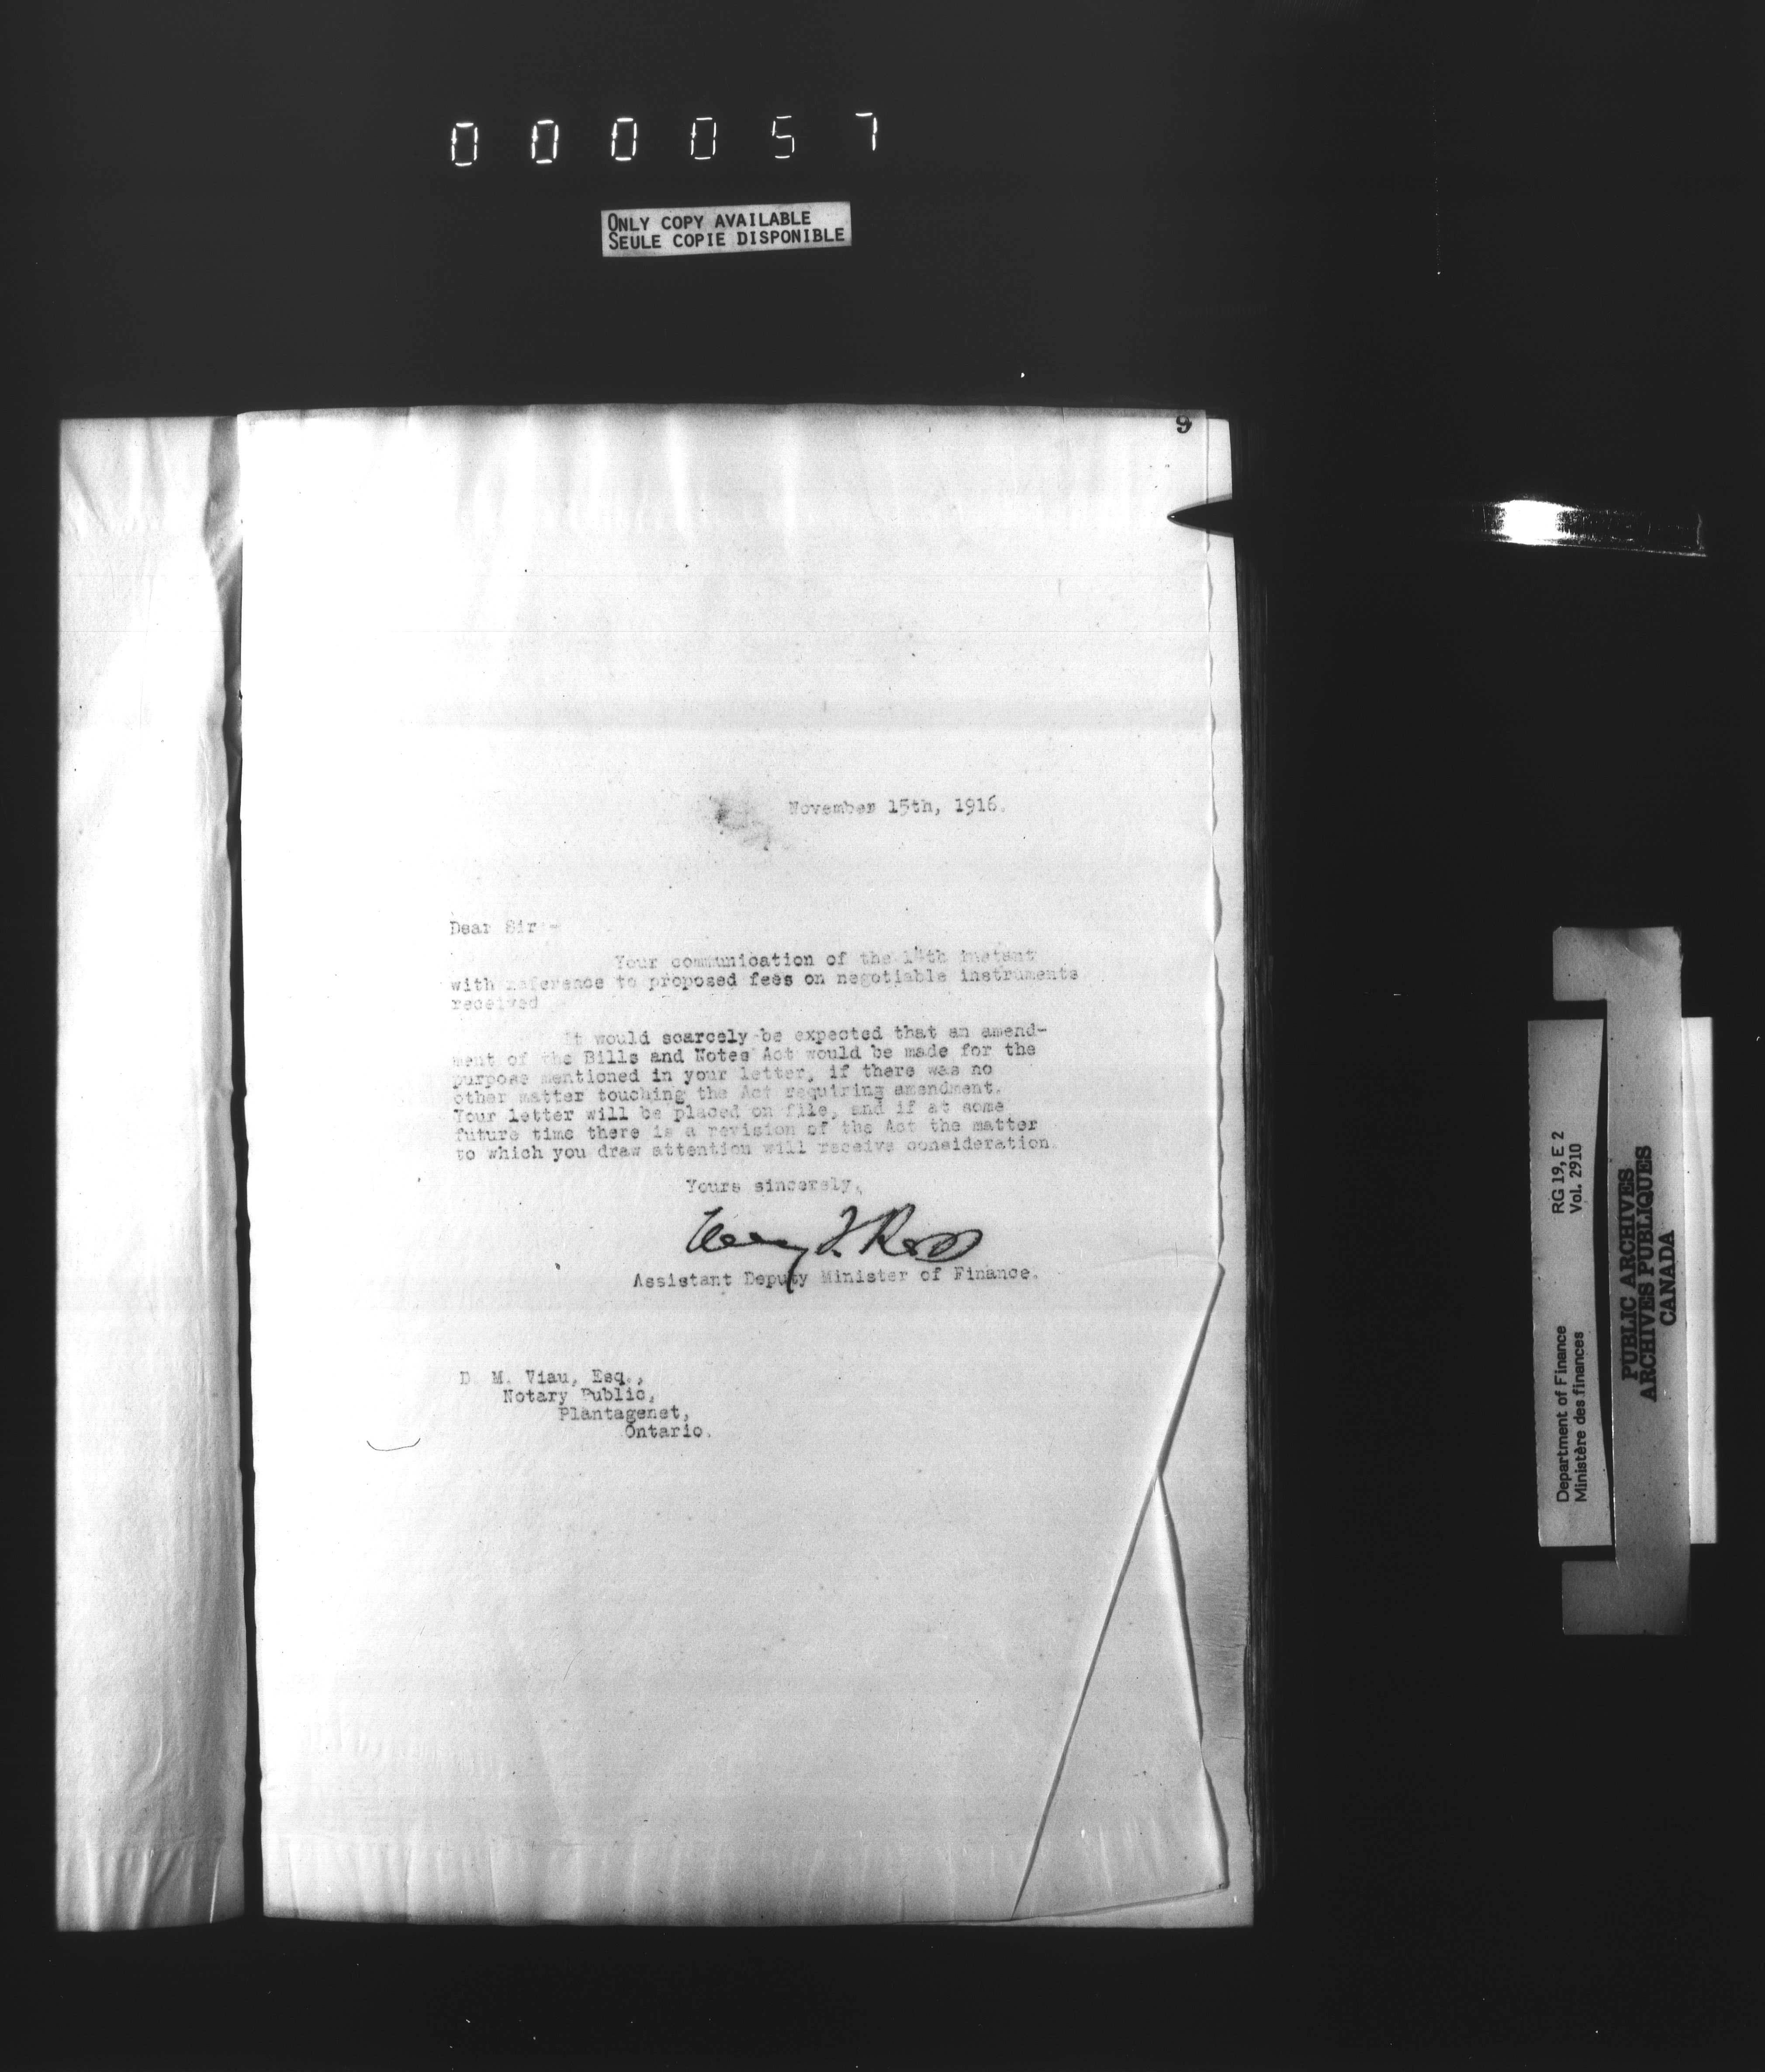 000057
ONLY COPY AVAILABLE
SEULE COPIE DISPONIBLE
9
November 15th, 1916.
Dear Sir -
Your communication of the 14th instant
with reference to proposed fees on negotiable instruments
received
It would scarcely be expected that an amend-
ment of the Bills and Notes Act would be made for the
purpose mentioned in your letter, if there was no
other matter touching the Act requiring amendment.
Your letter will be placed on file, and if at some
future time there is a revision of the Act the matter
to which you draw attention will receive consideration.
Yours sincerely,
Assistant Deputy Minister of Finance.
D. M. Viau, Esq.,
Notary Public,
Plantagenet,
Ontario.
Department of Finance RG 19, E 2
Ministère des finances Vol. 2910
PUBLIC ARCHIVES
ARCHIVES PUBLIQUES
CANADA